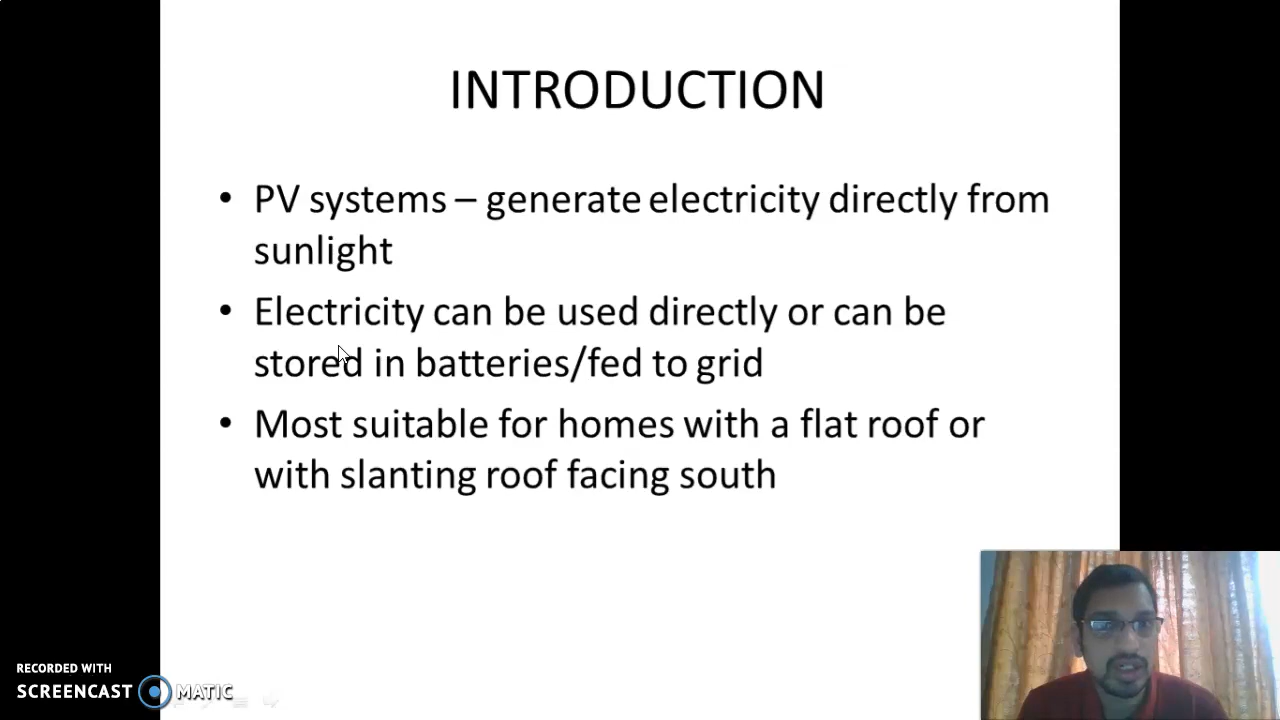 INTRODUCTION
• PV systems – generate electricity directly from
sunlight
• Electricity can be used directly or can be
stored in batteries/fed to grid
• Most suitable for homes with a flat roof or
with slanting roof facing south
RECORDED WITH
SCREENCAST MATIC